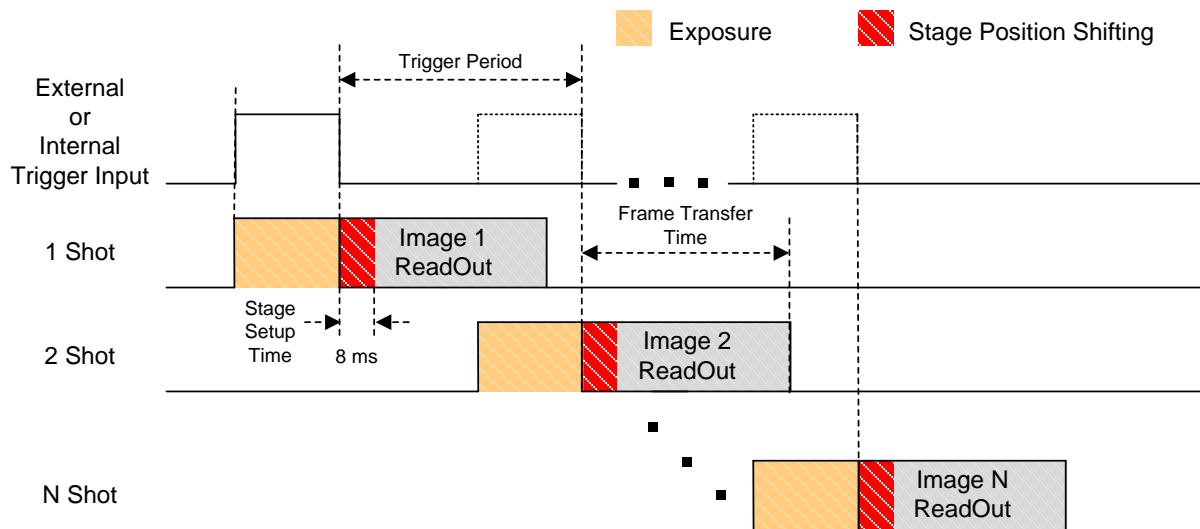 Exposure
Stage Position Shifting
Trigger Period
External
or
Internal
Trigger Input
Frame Transfer
Time
1 Shot
Image 1
ReadOut
Stage
Setup
Time
8 ms
2 Shot
Image 2
ReadOut
N Shot
Image N
ReadOut